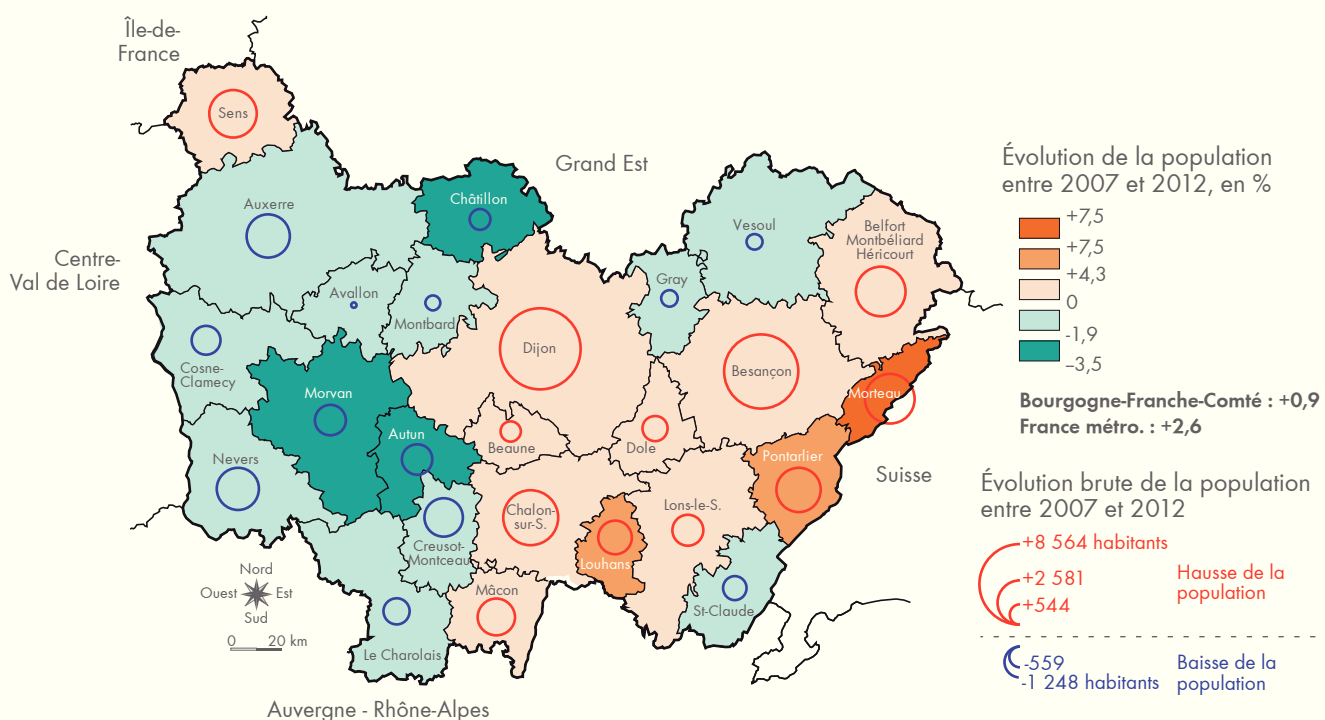 Île-de-
France
Sens
Grand Est
Centre-
Val de Loire
Auxerre
Châtillon
Vesoul
Belfort
Montbéliard
Héricourt
Avallon
Montbard
Gray
Cosne-
Clamecy
Dijon
Besançon
Morvan
Morteau
Autun
Beaune
Dole
Nevers
Pontarlier
Suisse
Chalon-
sur-S.
Lons-le-S.
Creusot-
Montceau
Louhans
Mâcon
St-Claude
Le Charolais
Nord
Ouest Est
Sud
0 20 km
Auvergne - Rhône-Alpes
Évolution de la population
entre 2007 et 2012, en %
+7,5
+7,5
+4,3
0
-1,9
–3,5
Bourgogne-Franche-Comté : +0,9
France métro. : +2,6
Évolution brute de la population
entre 2007 et 2012
+8 564 habitants
+2 581
+544
Hausse de la
population
-559
-1 248 habitants
Baisse de la
population